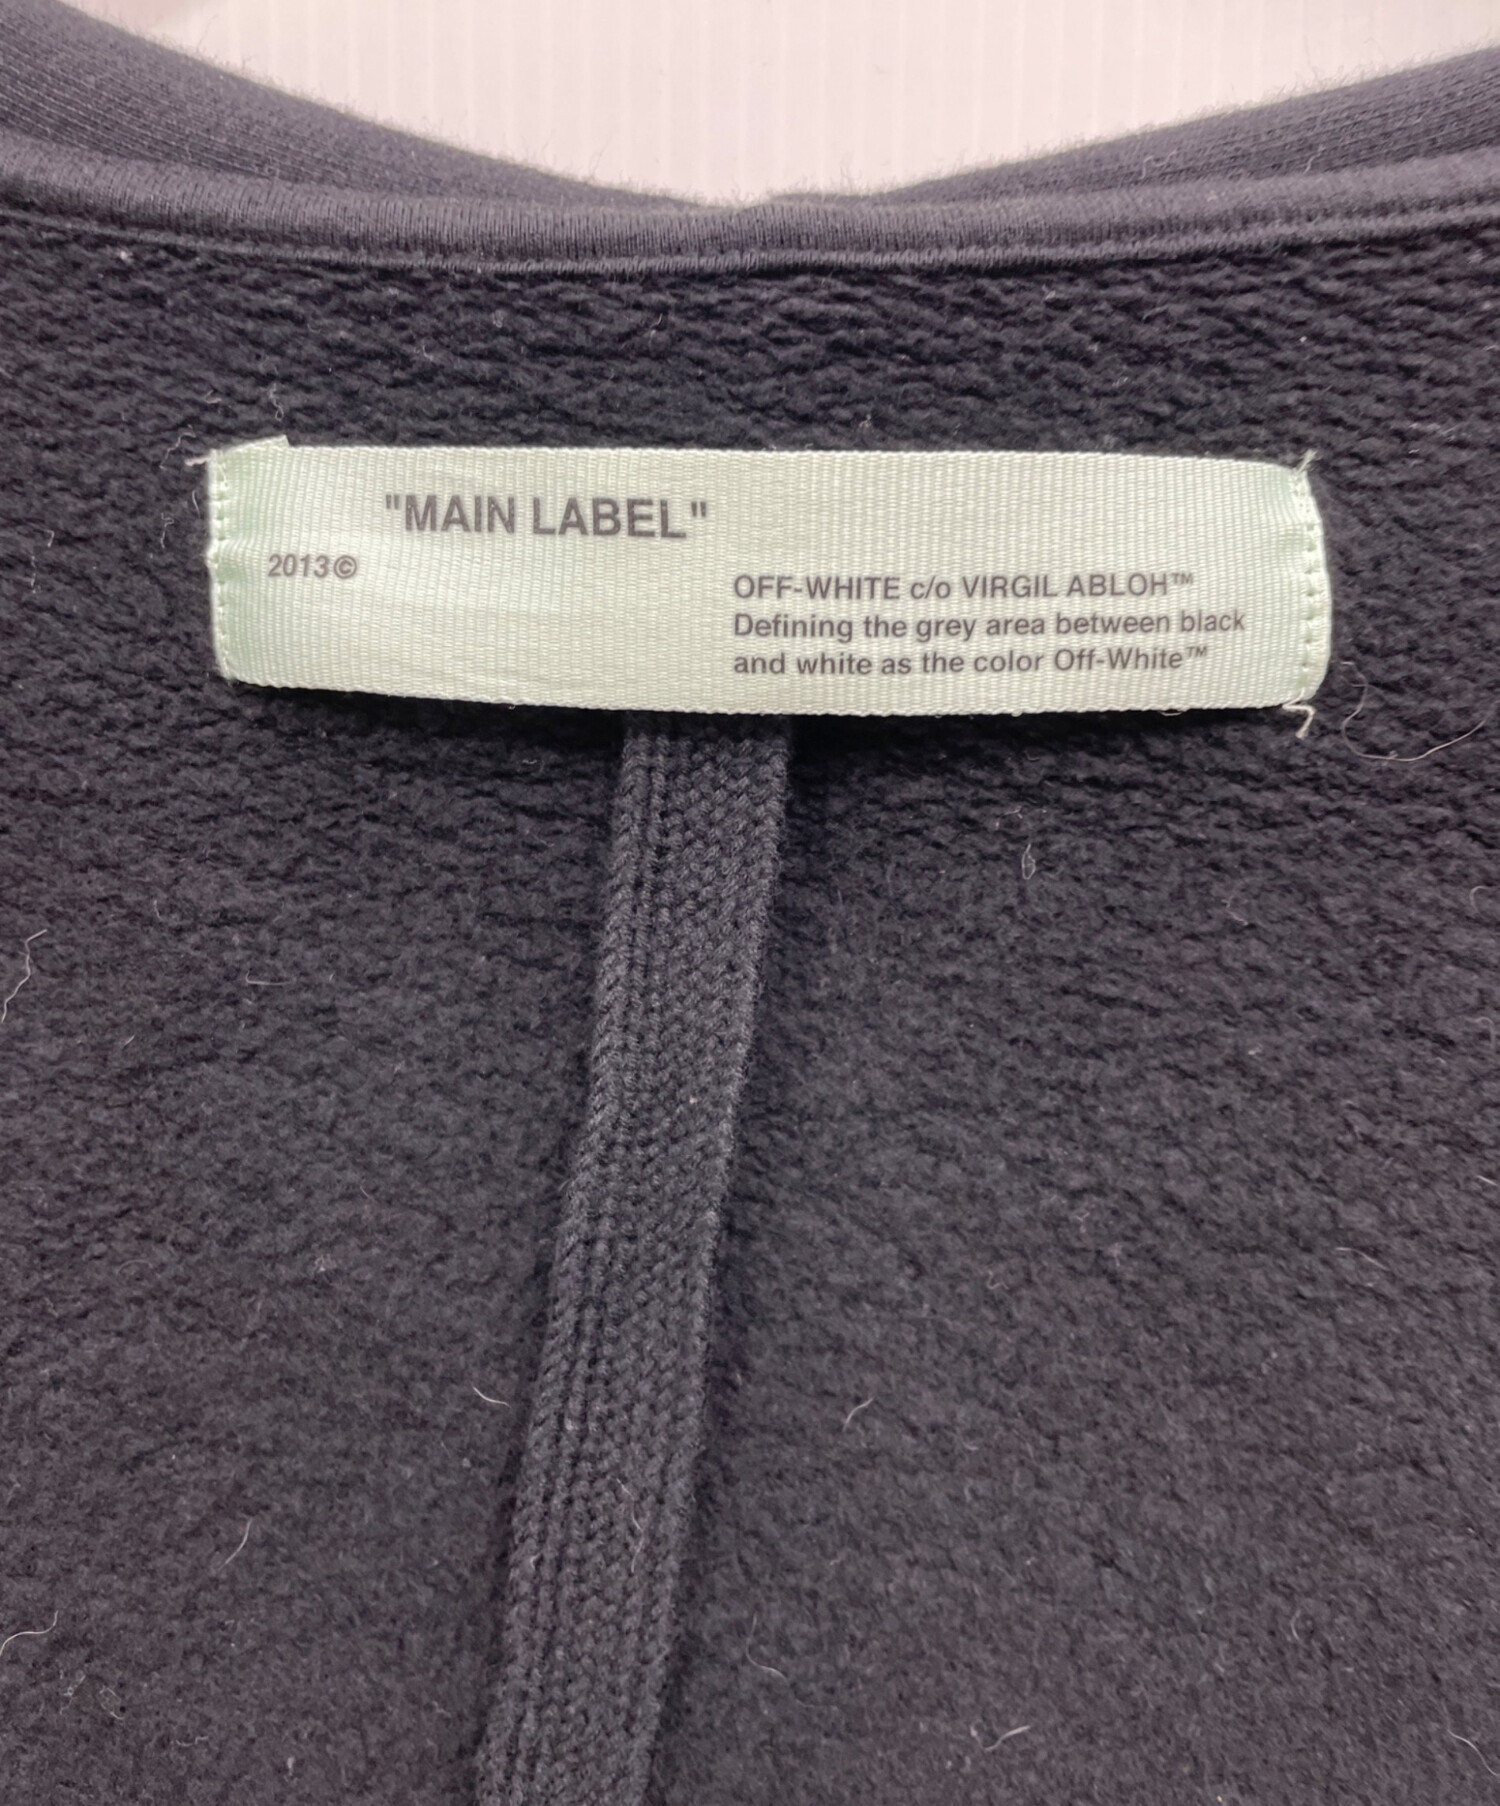 "MAIN LABEL"
2013©
OFF-WHITE c/o VIRGIL ABLOH™
Defining the grey area between black
and white as the color Off-White™